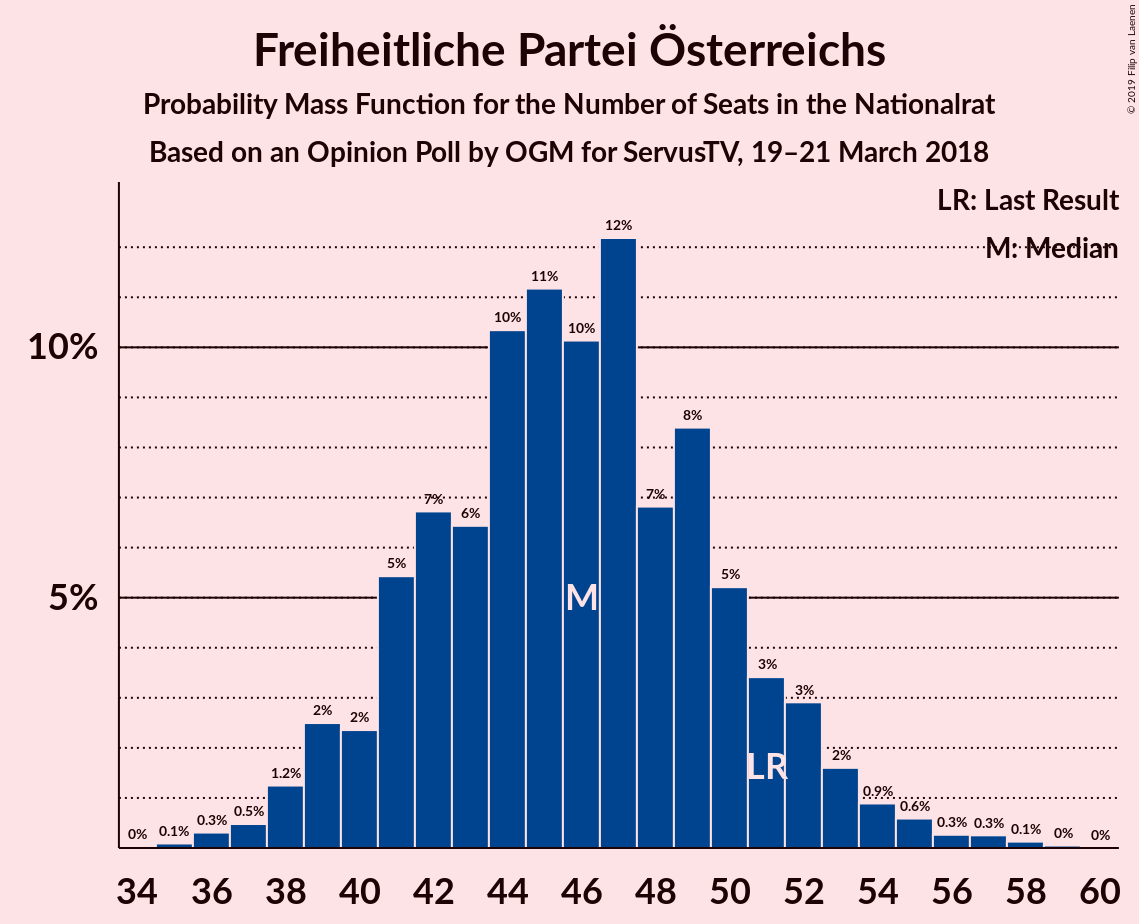 Freiheitliche Partei Österreichs
Probability Mass Function for the Number of Seats in the Nationalrat
Based on an Opinion Poll by OGM for ServusTV, 19–21 March 2018
© 2019 Filip van Laenen
LR: Last Result
M: Median
10%
5%
0% 0.1% 0.3% 0.5% 1.2% 2% 2% 5% 7% 6% 10% 11% 10% 12% 7% 8% 5% 3% 3% 2% 0.9% 0.6% 0.3% 0.3% 0.1% 0% 0%
M
LR
34 36 38 40 42 44 46 48 50 52 54 56 58 60